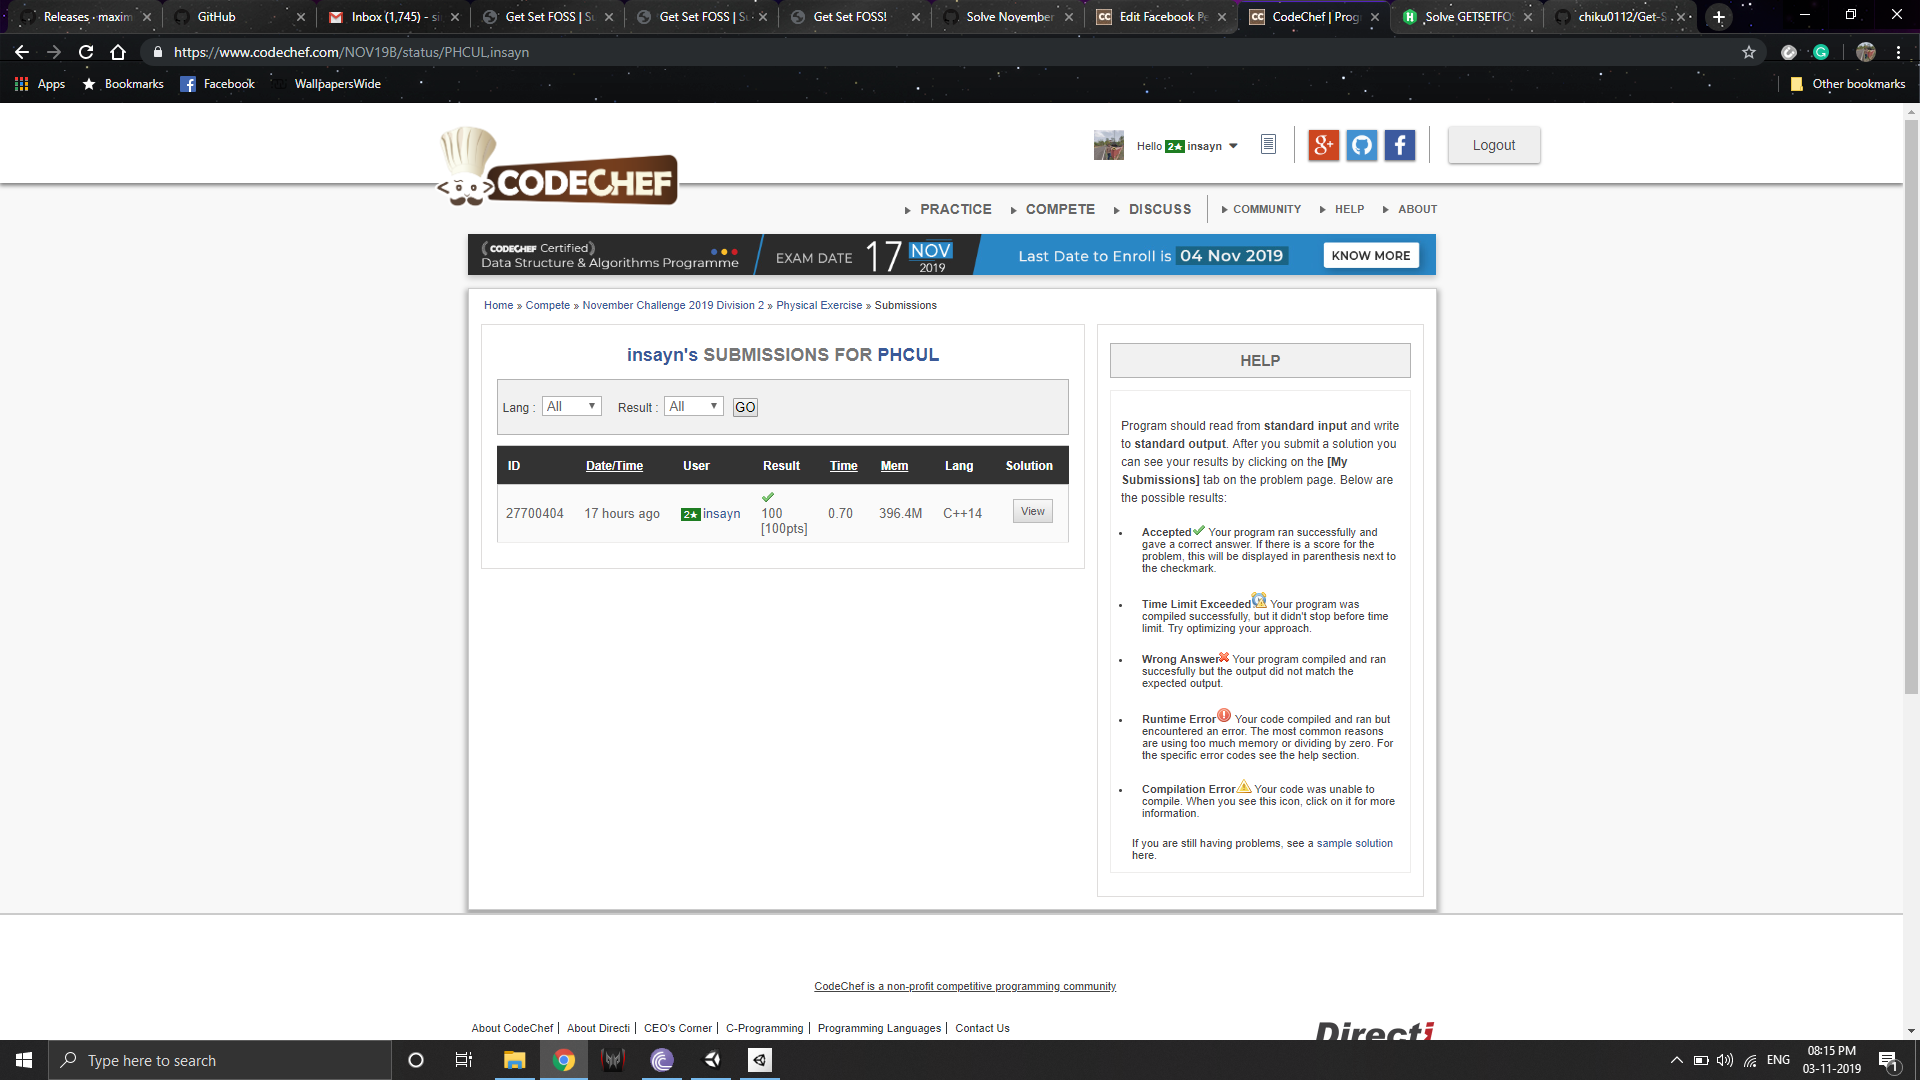 Releases · maxim
GitHub
Inbox (1,745) - si
Get Set FOSS | Su
Get Set FOSS | Su
Get Set FOSS!
Solve November
Edit Facebook Pe
CodeChef | Prog
Solve GETSETFOS
chiku0112/Get-S
https://www.codechef.com/NOV19B/status/PHCUL,insayn
Apps
Bookmarks
Facebook
WallpapersWide
Other bookmarks
CODECHEF
Hello 2★ insayn
Logout
PRACTICE
COMPETE
DISCUSS
COMMUNITY
HELP
ABOUT
CODECHEF Certified
Data Structure & Algorithms Programme
EXAM DATE 17 NOV 2019
Last Date to Enroll is 04 Nov 2019
KNOW MORE
Home » Compete » November Challenge 2019 Division 2 » Physical Exercise » Submissions
insayn's SUBMISSIONS FOR PHCUL
Lang : All Result : All GO
ID Date/Time User Result Time Mem Lang Solution
27700404 17 hours ago 2★ insayn 100 [100pts] 0.70 396.4M C++14 View
HELP
Program should read from standard input and write
to standard output. After you submit a solution you
can see your results by clicking on the [My
Submissions] tab on the problem page. Below are
the possible results:
Accepted Your program ran successfully and
gave a correct answer. If there is a score for the
problem, this will be displayed in parenthesis next to
the checkmark.
Time Limit Exceeded Your program was
compiled successfully, but it didn't stop before time
limit. Try optimizing your approach.
Wrong Answer Your program compiled and ran
succesfully but the output did not match the
expected output.
Runtime Error Your code compiled and ran but
encountered an error. The most common reasons
are using too much memory or dividing by zero. For
the specific error codes see the help section.
Compilation Error Your code was unable to
compile. When you see this icon, click on it for more
information.
If you are still having problems, see a sample solution
here.
CodeChef is a non-profit competitive programming community
About CodeChef | About Directi | CEO's Corner | C-Programming | Programming Languages | Contact Us
Directi
Type here to search
ENG
08:15 PM
03-11-2019
1